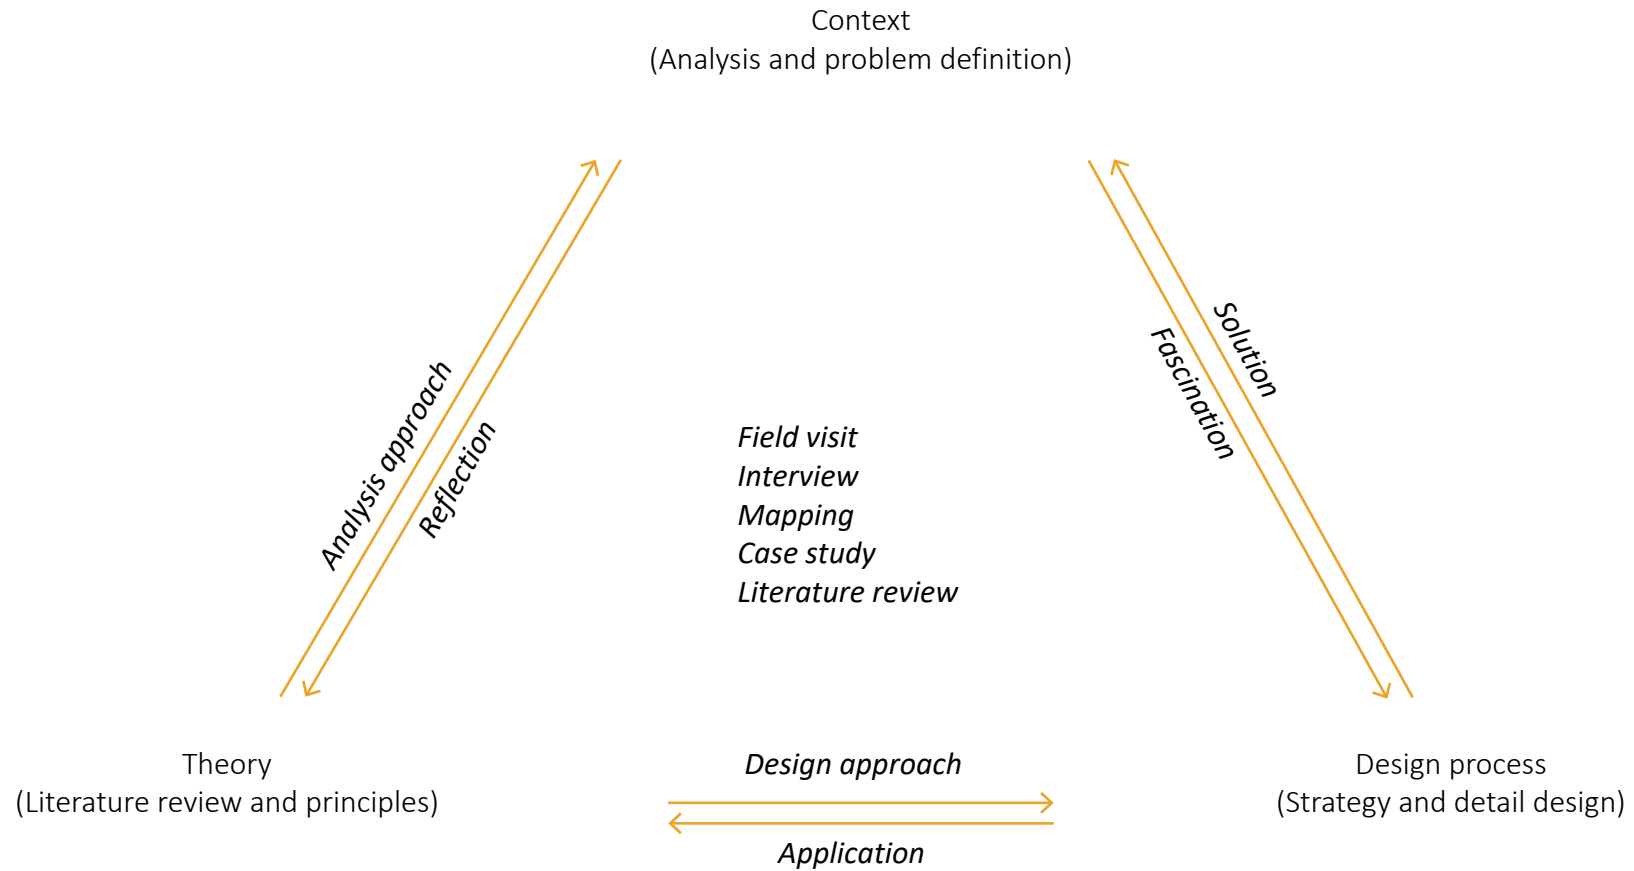 Context
(Analysis and problem definition)
Solution
Fascination
Analysis approach
Reflection
Field visit
Interview
Mapping
Case study
Literature review
Theory
(Literature review and principles)
Design approach
Application
Design process
(Strategy and detail design)